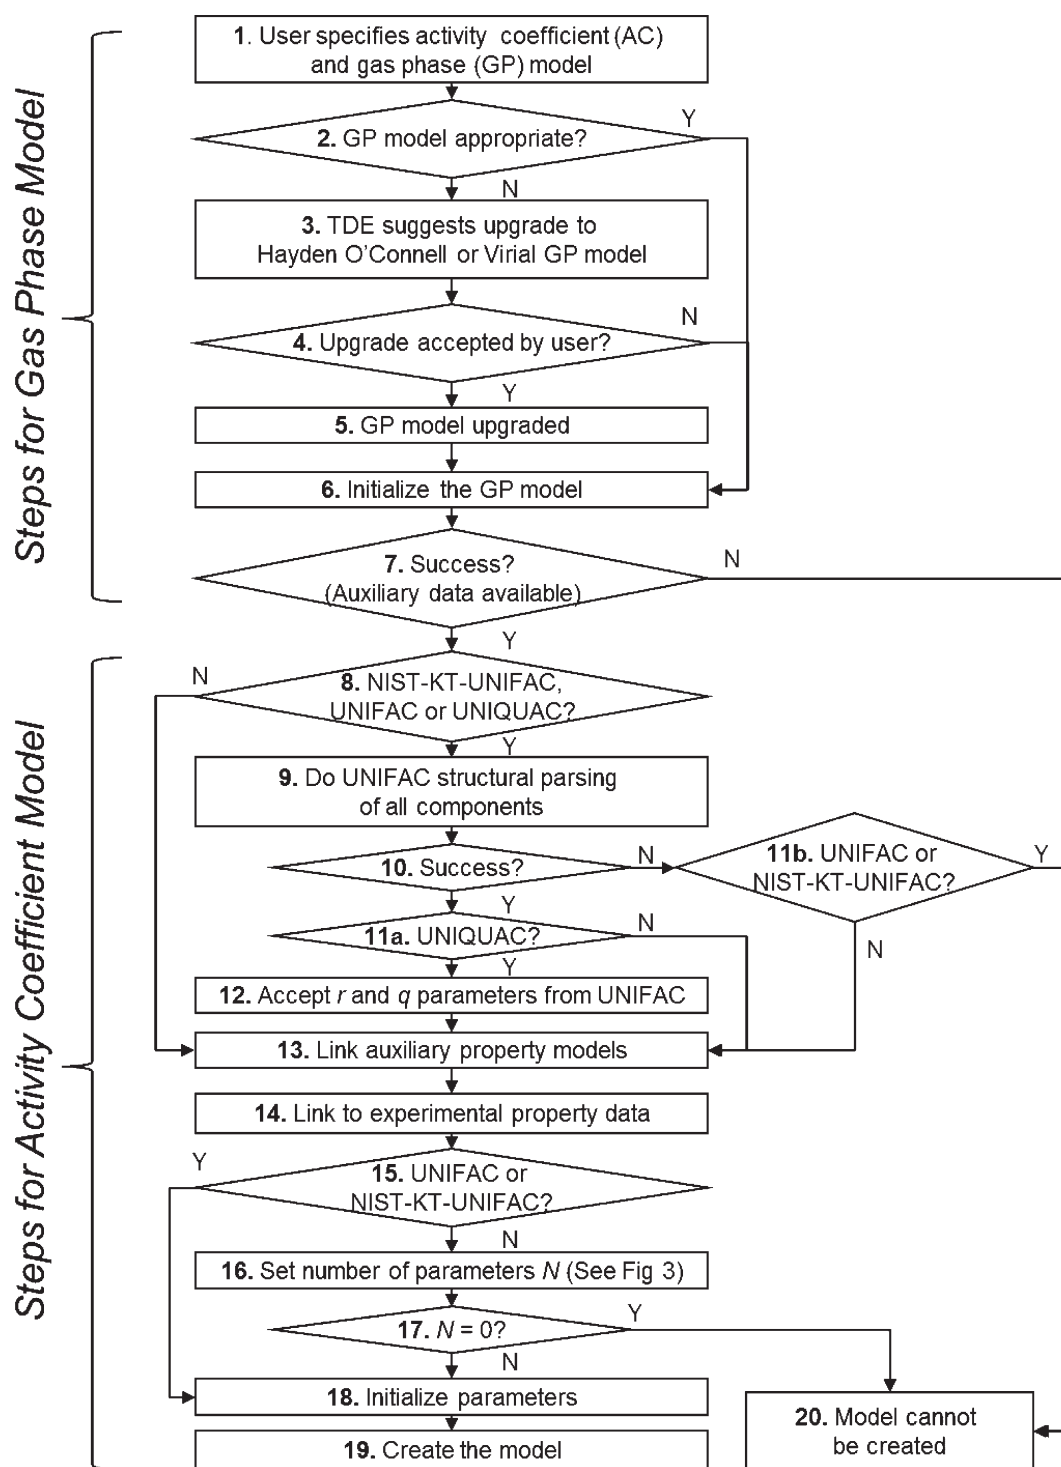 Steps for Gas Phase Model
1. User specifies activity coefficient (AC)
and gas phase (GP) model
2. GP model appropriate?
Y
N
3. TDE suggests upgrade to
Hayden O'Connell or Virial GP model
4. Upgrade accepted by user?
N
Y
5. GP model upgraded
6. Initialize the GP model
7. Success?
(Auxiliary data available)
N
Y
Steps for Activity Coefficient Model
N
8. NIST-KT-UNIFAC,
UNIFAC or UNIQUAC?
Y
9. Do UNIFAC structural parsing
of all components
10. Success?
N
11b. UNIFAC or
NIST-KT-UNIFAC?
Y
Y
11a. UNIQUAC?
N
N
Y
12. Accept r and q parameters from UNIFAC
13. Link auxiliary property models
14. Link to experimental property data
Y
15. UNIFAC or
NIST-KT-UNIFAC?
N
16. Set number of parameters N (See Fig 3)
17. N = 0?
Y
N
18. Initialize parameters
19. Create the model
20. Model cannot
be created